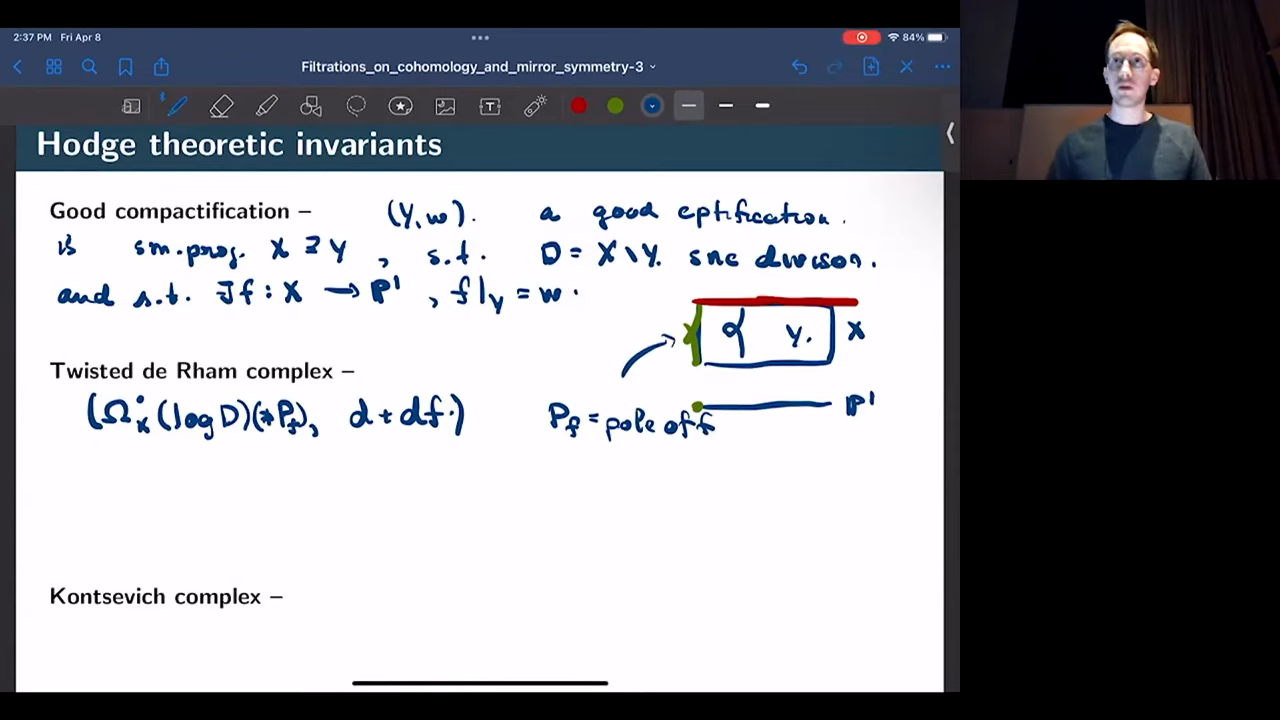 2:37 PM Fri Apr 8
84%
Filtrations_on_cohomology_and_mirror_symmetry-3
Hodge theoretic invariants
Good compactification – (Y, w). a good cptification.
is sm. proj. X ⊇ Y, s.t. D = X \ Y. snc divisor.
and s.t. ∃ f : X → P¹, f|_Y = w.
Y. X
Twisted de Rham complex –
(Ω_X^• (log D)(*P_f), d + df.) P_f = pole of f P¹
Kontsevich complex –